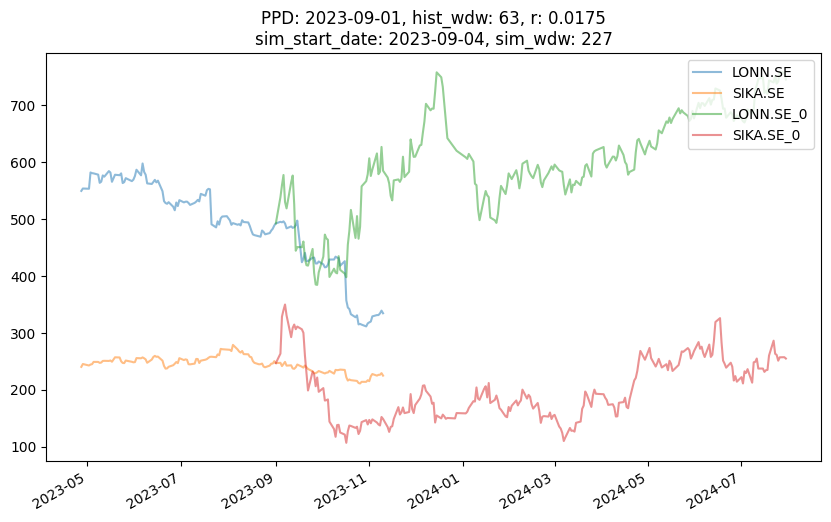 PPD: 2023-09-01, hist_wdw: 63, r: 0.0175
sim_start_date: 2023-09-04, sim_wdw: 227
LONN.SE
SIKA.SE
LONN.SE_0
SIKA.SE_0
700
600
500
400
300
200
100
2023-05
2023-07
2023-09
2023-11
2024-01
2024-03
2024-05
2024-07